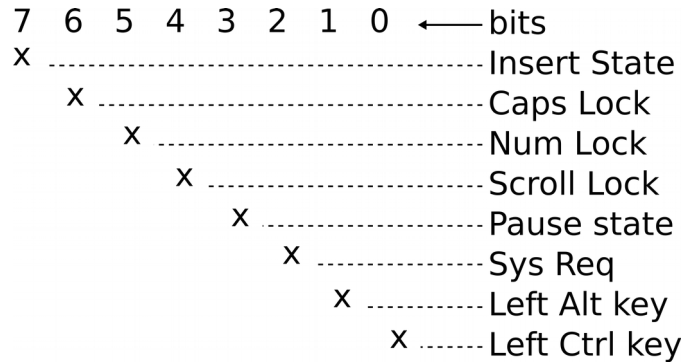 7 6 5 4 3 2 1 0 bits
x Insert State
x Caps Lock
x Num Lock
x Scroll Lock
x Pause state
x Sys Req
x Left Alt key
x Left Ctrl key